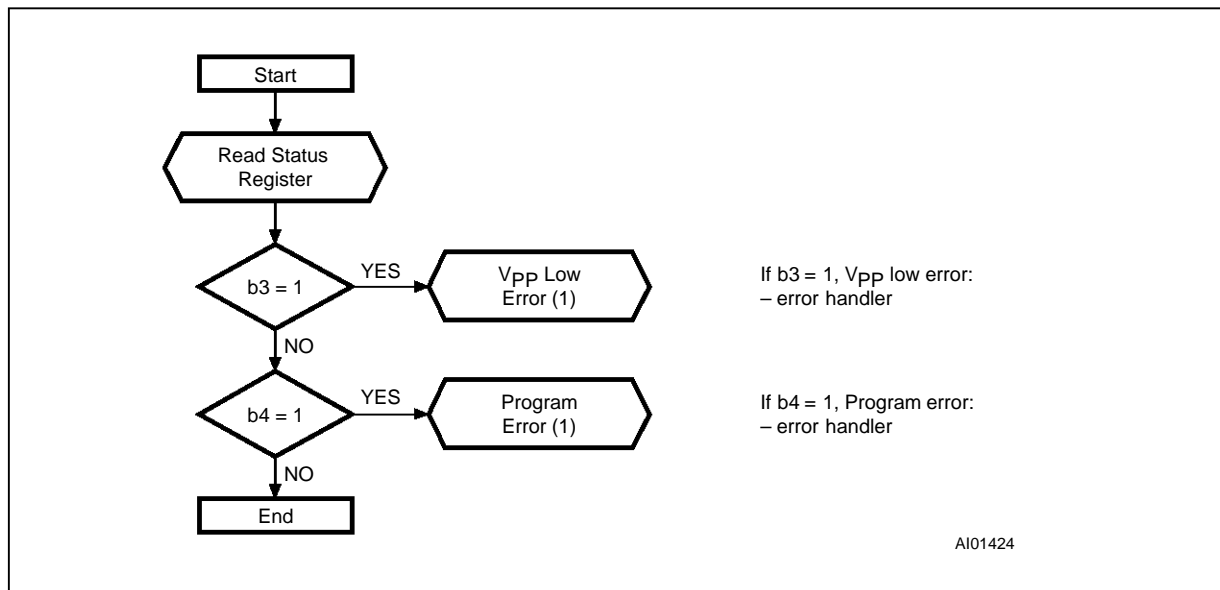 Start
Read Status
Register
b3 = 1
YES
VPP Low
Error (1)
If b3 = 1, VPP low error:
– error handler
NO
b4 = 1
YES
Program
Error (1)
If b4 = 1, Program error:
– error handler
NO
End
AI01424